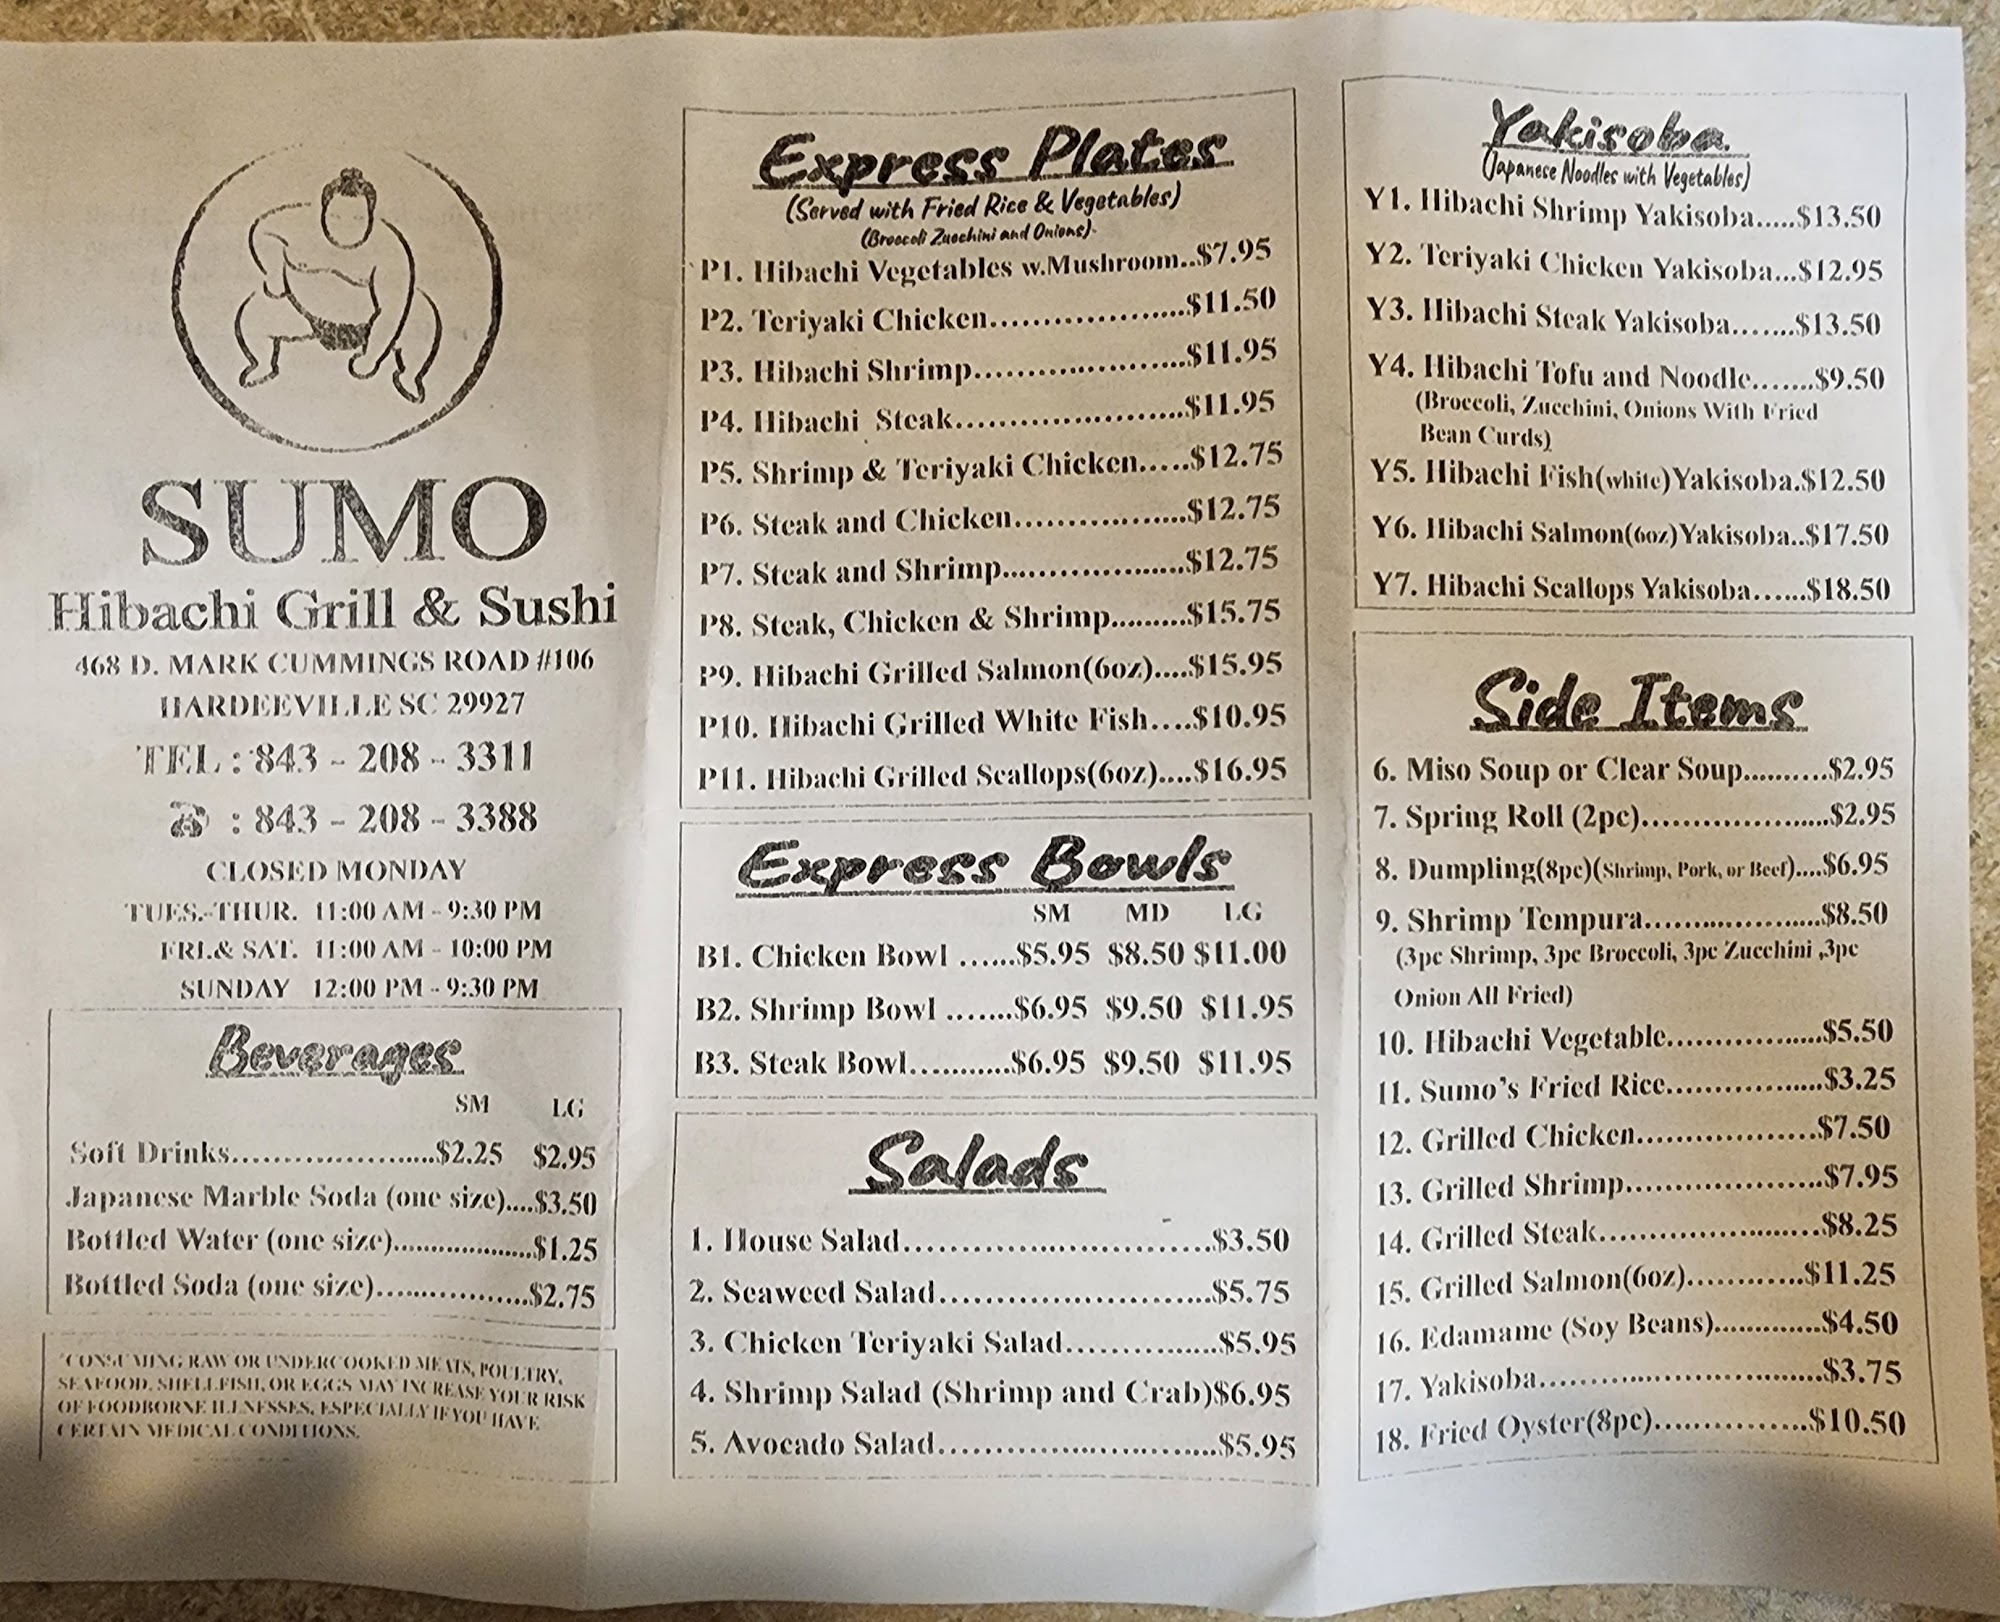 SUMO
Hibachi Grill & Sushi
468 D. MARK CUMMINGS ROAD #106
HARDEEVILLE SC 29927
TEL : 843 - 208 - 3311
☎ : 843 - 208 - 3388
CLOSED MONDAY
TUES.-THUR. 11:00 AM - 9:30 PM
FRI.& SAT. 11:00 AM - 10:00 PM
SUNDAY 12:00 PM - 9:30 PM
Beverages
SM LG
Soft Drinks........................$2.25 $2.95
Japanese Marble Soda (one size)....$3.50
Bottled Water (one size)....................$1.25
Bottled Soda (one size)....................$2.75
*CONSUMING RAW OR UNDERCOOKED MEATS, POULTRY,
SEAFOOD, SHELLFISH, OR EGGS MAY INCREASE YOUR RISK
OF FOODBORNE ILLNESSES, ESPECIALLY IF YOU HAVE
CERTAIN MEDICAL CONDITIONS.
Express Plates
(Served with Fried Rice & Vegetables)
(Broccoli Zucchini and Onions)
P1. Hibachi Vegetables w.Mushroom..$7.95
P2. Teriyaki Chicken......................$11.50
P3. Hibachi Shrimp........................$11.95
P4. Hibachi Steak..........................$11.95
P5. Shrimp & Teriyaki Chicken.....$12.75
P6. Steak and Chicken...................$12.75
P7. Steak and Shrimp....................$12.75
P8. Steak, Chicken & Shrimp.........$15.75
P9. Hibachi Grilled Salmon(6oz)....$15.95
P10. Hibachi Grilled White Fish....$10.95
P11. Hibachi Grilled Scallops(6oz)....$16.95
Express Bowls
SM MD LG
B1. Chicken Bowl ......$5.95 $8.50 $11.00
B2. Shrimp Bowl .......$6.95 $9.50 $11.95
B3. Steak Bowl...........$6.95 $9.50 $11.95
Salads
1. House Salad..................................$3.50
2. Seaweed Salad..............................$5.75
3. Chicken Teriyaki Salad................$5.95
4. Shrimp Salad (Shrimp and Crab)$6.95
5. Avocado Salad..............................$5.95
Yakisoba
(Japanese Noodles with Vegetables)
Y1. Hibachi Shrimp Yakisoba.....$13.50
Y2. Teriyaki Chicken Yakisoba...$12.95
Y3. Hibachi Steak Yakisoba.......$13.50
Y4. Hibachi Tofu and Noodle.......$9.50
(Broccoli, Zucchini, Onions With Fried
Bean Curds)
Y5. Hibachi Fish(white)Yakisoba.$12.50
Y6. Hibachi Salmon(6oz)Yakisoba..$17.50
Y7. Hibachi Scallops Yakisoba......$18.50
Side Items
6. Miso Soup or Clear Soup..........$2.95
7. Spring Roll (2pc)......................$2.95
8. Dumpling(8pc)(Shrimp, Pork, or Beef)....$6.95
9. Shrimp Tempura.....................$8.50
(3pc Shrimp, 3pc Broccoli, 3pc Zucchini ,3pc
Onion All Fried)
10. Hibachi Vegetable..................$5.50
11. Sumo's Fried Rice..................$3.25
12. Grilled Chicken.....................$7.50
13. Grilled Shrimp.......................$7.95
14. Grilled Steak.........................$8.25
15. Grilled Salmon(6oz).............$11.25
16. Edamame (Soy Beans).............$4.50
17. Yakisoba................................$3.75
18. Fried Oyster(8pc)..................$10.50